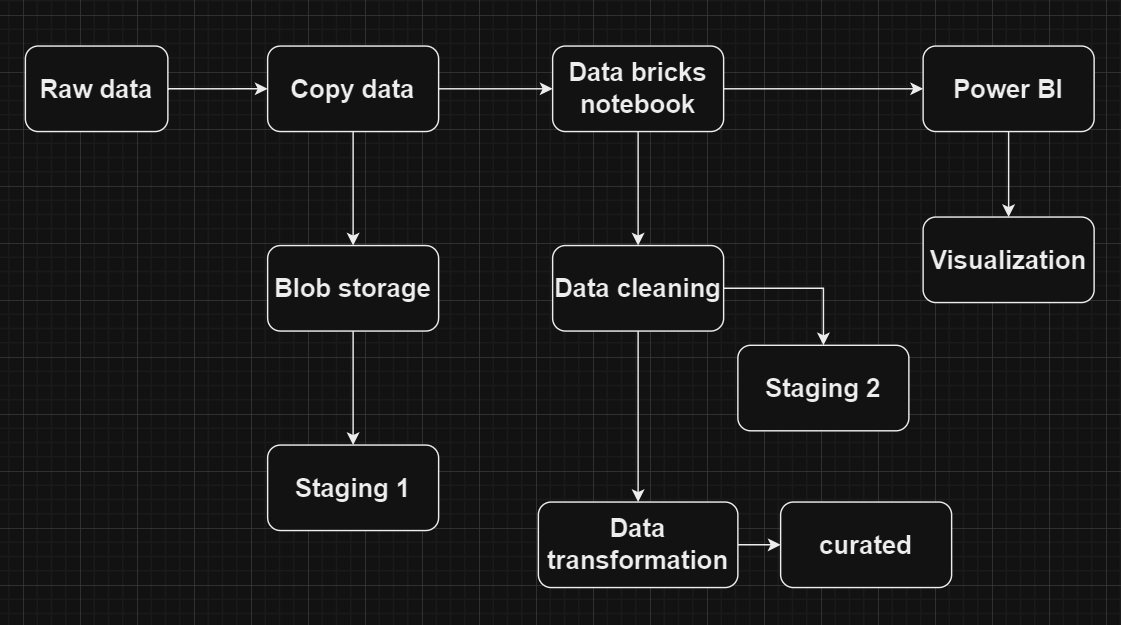 Raw data
Copy data
Data bricks
notebook
Power BI
Blob storage
Data cleaning
Visualization
Staging 2
Staging 1
Data
transformation
curated